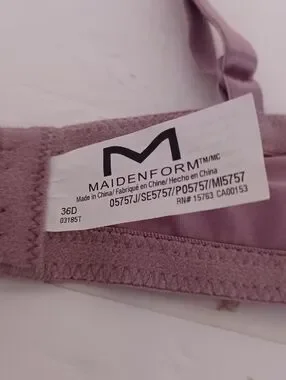 M
MAIDENFORM™/MC
Made in China/ Fabriqué en Chine/ Hecho en China
05757J/SE5757/P05757/MI5757
RN# 15763 CA00153
36D
03185T